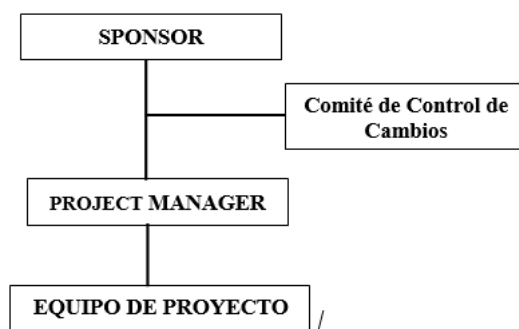 SPONSOR
Comité de Control de
Cambios
PROJECT MANAGER
EQUIPO DE PROYECTO /